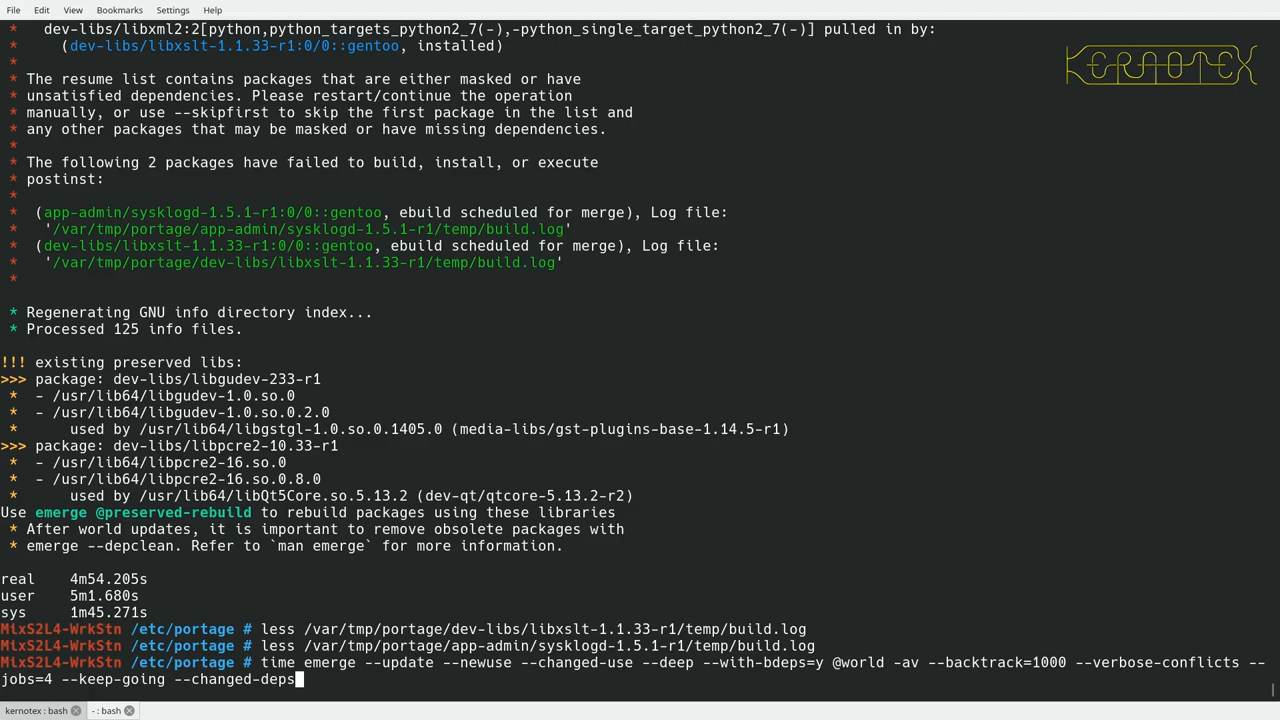 File Edit View Bookmarks Settings Help
* dev-libs/libxml2:2[python,python_targets_python2_7(-),-python_single_target_python2_7(-)] pulled in by:
* (dev-libs/libxslt-1.1.33-r1:0/0::gentoo, installed)
*
* The resume list contains packages that are either masked or have
* unsatisfied dependencies. Please restart/continue the operation
* manually, or use --skipfirst to skip the first package in the list and
* any other packages that may be masked or have missing dependencies.
*
* The following 2 packages have failed to build, install, or execute
* postinst:
*
* (app-admin/sysklogd-1.5.1-r1:0/0::gentoo, ebuild scheduled for merge), Log file:
* '/var/tmp/portage/app-admin/sysklogd-1.5.1-r1/temp/build.log'
* (dev-libs/libxslt-1.1.33-r1:0/0::gentoo, ebuild scheduled for merge), Log file:
* '/var/tmp/portage/dev-libs/libxslt-1.1.33-r1/temp/build.log'
*
* Regenerating GNU info directory index...
* Processed 125 info files.
!!! existing preserved libs:
>>> package: dev-libs/libgudev-233-r1
* - /usr/lib64/libgudev-1.0.so.0
* - /usr/lib64/libgudev-1.0.so.0.2.0
* used by /usr/lib64/libgstgl-1.0.so.0.1405.0 (media-libs/gst-plugins-base-1.14.5-r1)
>>> package: dev-libs/libpcre2-10.33-r1
* - /usr/lib64/libpcre2-16.so.0
* - /usr/lib64/libpcre2-16.so.0.8.0
* used by /usr/lib64/libQt5Core.so.5.13.2 (dev-qt/qtcore-5.13.2-r2)
Use emerge @preserved-rebuild to rebuild packages using these libraries
* After world updates, it is important to remove obsolete packages with
* emerge --depclean. Refer to `man emerge` for more information.
real 4m54.205s
user 5m1.680s
sys 1m45.271s
MixS2L4-WrkStn /etc/portage # less /var/tmp/portage/dev-libs/libxslt-1.1.33-r1/temp/build.log
MixS2L4-WrkStn /etc/portage # less /var/tmp/portage/app-admin/sysklogd-1.5.1-r1/temp/build.log
MixS2L4-WrkStn /etc/portage # time emerge --update --newuse --changed-use --deep --with-bdeps=y @world -av --backtrack=1000 --verbose-conflicts --
jobs=4 --keep-going --changed-deps
kernotex : bash - : bash
KERNOTEX